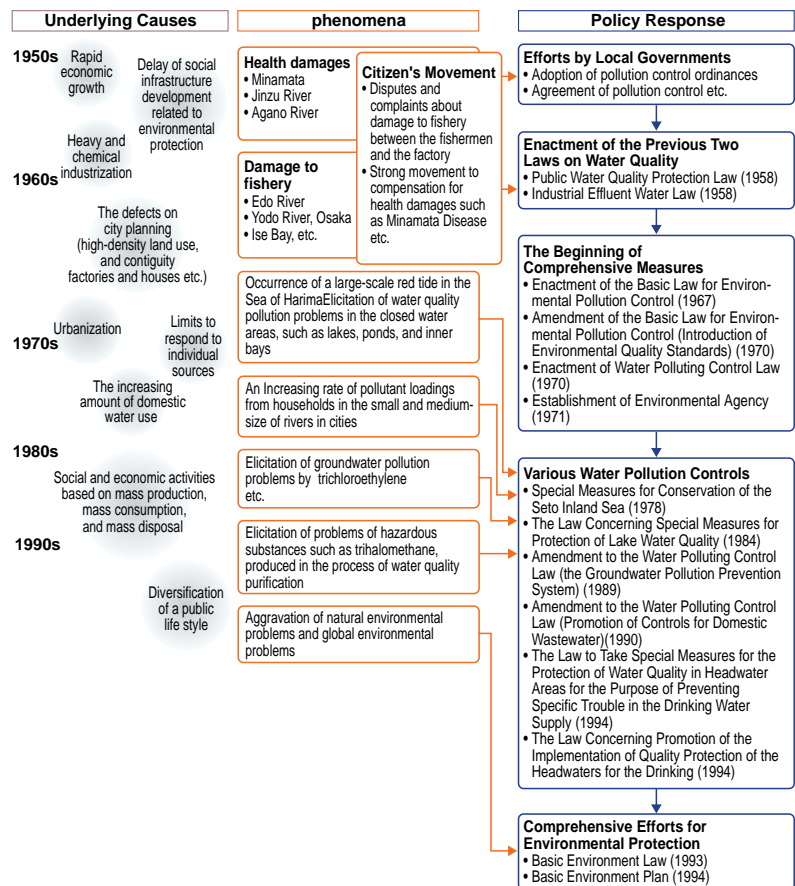 Underlying Causes
1950s
Rapid
economic
growth
Delay of social
infrastructure
development
related to
environmental
protection
Heavy and
chemical
industrization
1960s
The defects on
city planning
(high-density land use,
and contiguity
factories and houses etc.)
Urbanization
1970s
Limits to
respond to
individual
sources
The increasing
amount of domestic
water use
1980s
Social and economic activities
based on mass production,
mass consumption,
and mass disposal
1990s
Diversification
of a public
life style
phenomena
Health damages
• Minamata
• Jinzu River
• Agano River
Citizen's Movement
• Disputes and
complaints about
damage to fishery
between the fishermen
and the factory
• Strong movement to
compensation for
health damages such
as Minamata Disease
etc.
Damage to
fishery
• Edo River
• Yodo River, Osaka
• Ise Bay, etc.
Occurrence of a large-scale red tide in the
Sea of HarimaElicitation of water quality
pollution problems in the closed water
areas, such as lakes, ponds, and inner
bays
An Increasing rate of pollutant loadings
from households in the small and medium-
size of rivers in cities
Elicitation of groundwater pollution
problems by trichloroethylene
etc.
Elicitation of problems of hazardous
substances such as trihalomethane,
produced in the process of water quality
purification
Aggravation of natural environmental
problems and global environmental
problems
Policy Response
Efforts by Local Governments
• Adoption of pollution control ordinances
• Agreement of pollution control etc.
Enactment of the Previous Two
Laws on Water Quality
• Public Water Quality Protection Law (1958)
• Industrial Effluent Water Law (1958)
The Beginning of
Comprehensive Measures
• Enactment of the Basic Law for Environ-
mental Pollution Control (1967)
• Amendment of the Basic Law for Environ-
mental Pollution Control (Introduction of
Environmental Quality Standards) (1970)
• Enactment of Water Polluting Control Law
(1970)
• Establishment of Environmental Agency
(1971)
Various Water Pollution Controls
• Special Measures for Conservation of the
Seto Inland Sea (1978)
• The Law Concerning Special Measures for
Protection of Lake Water Quality (1984)
• Amendment to the Water Polluting Control
Law (the Groundwater Pollution Prevention
System) (1989)
• Amendment to the Water Polluting Control
Law (Promotion of Controls for Domestic
Wastewater)(1990)
• The Law to Take Special Measures for the
Protection of Water Quality in Headwater
Areas for the Purpose of Preventing
Specific Trouble in the Drinking Water
Supply (1994)
• The Law Concerning Promotion of the
Implementation of Quality Protection of the
Headwaters for the Drinking (1994)
Comprehensive Efforts for
Environmental Protection
• Basic Environment Law (1993)
• Basic Environment Plan (1994)